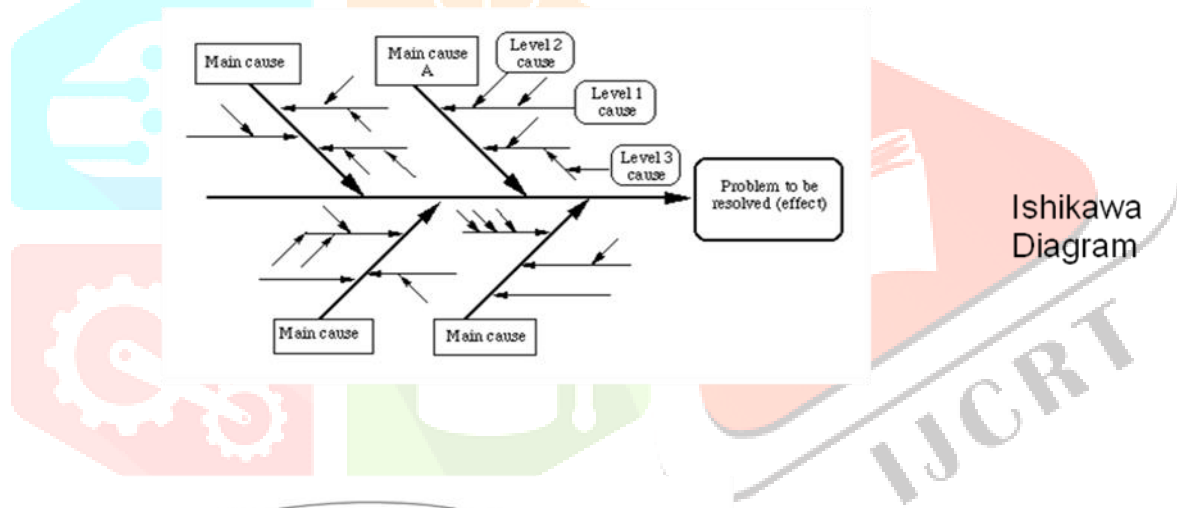 Main cause
Main cause
A
Level 2
cause
Level 1
cause
Level 3
cause
Problem to be
resolved (effect)
Main cause
Main cause
Ishikawa
Diagram
IJCRT